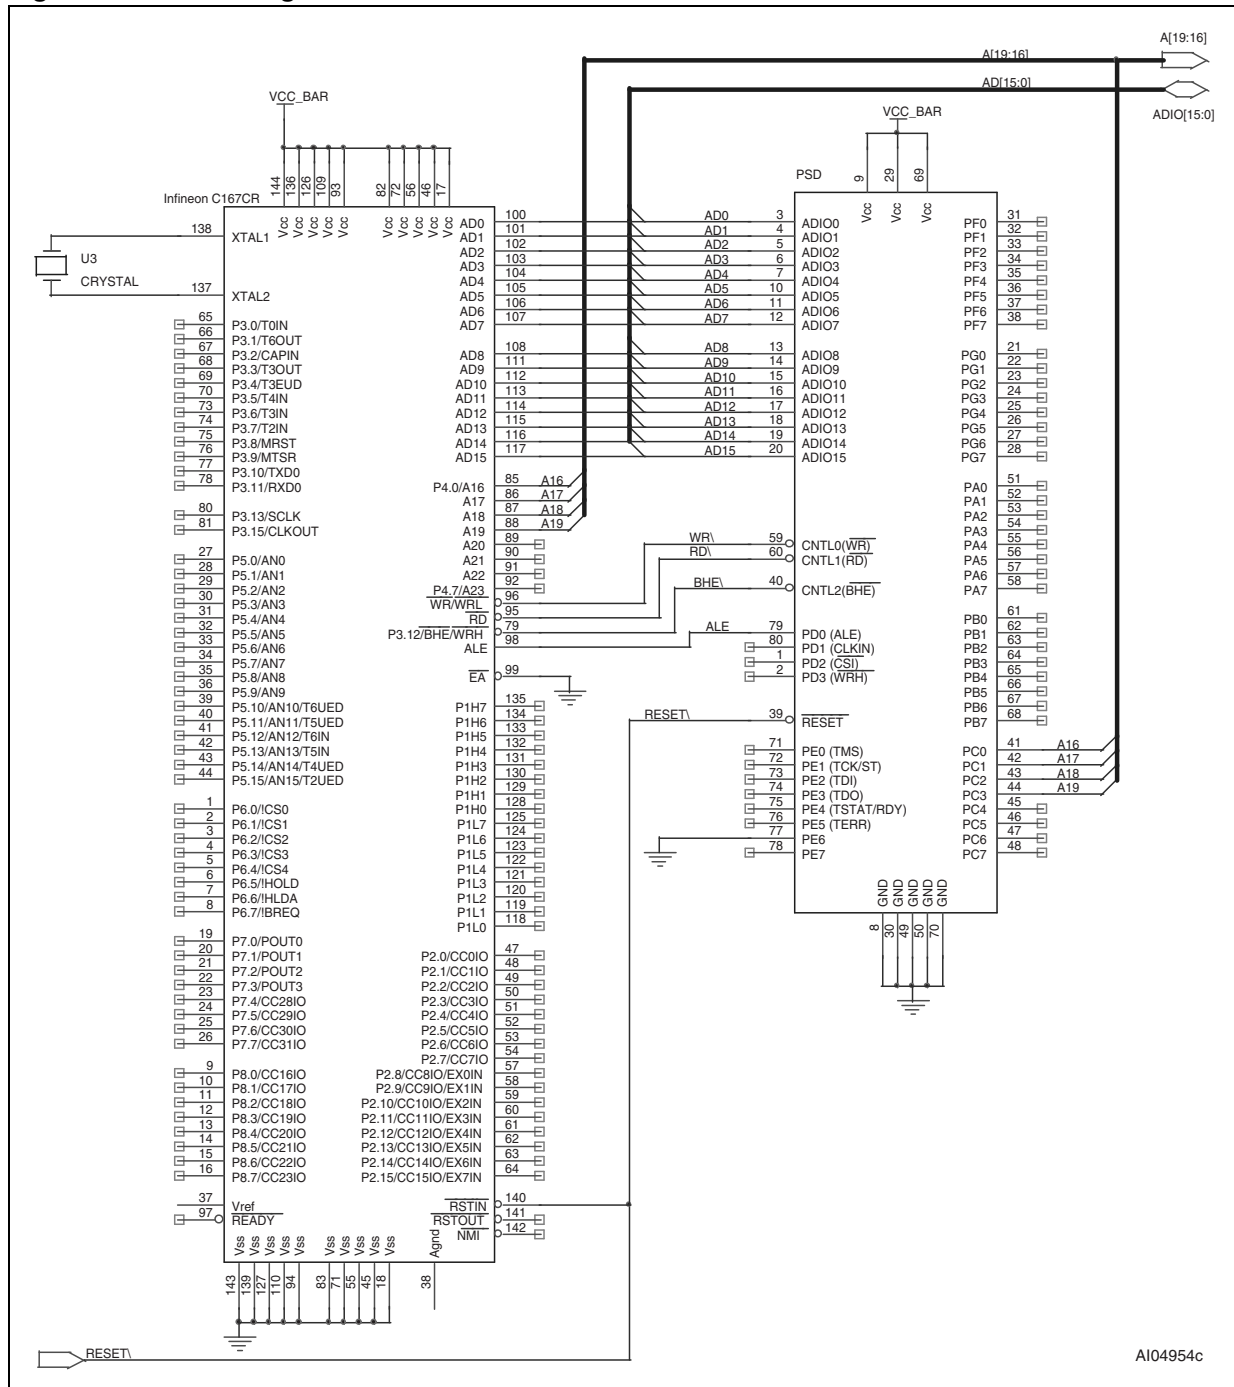 A[19:16]
A[19:16]
AD[15:0]
ADIO[15:0]
VCC_BAR
VCC_BAR
Infineon C167CR
144
136
126
109
93
82
72
56
46
17
Vcc Vcc Vcc Vcc Vcc Vcc Vcc Vcc Vcc Vcc
138 XTAL1
U3
CRYSTAL
137 XTAL2
65 P3.0/T0IN
66 P3.1/T6OUT
67 P3.2/CAPIN
68 P3.3/T3OUT
69 P3.4/T3EUD
70 P3.5/T4IN
73 P3.6/T3IN
74 P3.7/T2IN
75 P3.8/MRST
76 P3.9/MTSR
77 P3.10/TXD0
78 P3.11/RXD0
80 P3.13/SCLK
81 P3.15/CLKOUT
27 P5.0/AN0
28 P5.1/AN1
29 P5.2/AN2
30 P5.3/AN3
31 P5.4/AN4
32 P5.5/AN5
33 P5.6/AN6
34 P5.7/AN7
35 P5.8/AN8
36 P5.9/AN9
39 P5.10/AN10/T6UED
40 P5.11/AN11/T5UED
41 P5.12/AN12/T6IN
42 P5.13/AN13/T5IN
43 P5.14/AN14/T4UED
44 P5.15/AN15/T2UED
1 P6.0/!CS0
2 P6.1/!CS1
3 P6.2/!CS2
4 P6.3/!CS3
5 P6.4/!CS4
6 P6.5/!HOLD
7 P6.6/!HLDA
8 P6.7/!BREQ
19 P7.0/POUT0
20 P7.1/POUT1
21 P7.2/POUT2
22 P7.3/POUT3
23 P7.4/CC28IO
24 P7.5/CC29IO
25 P7.6/CC30IO
26 P7.7/CC31IO
9 P8.0/CC16IO
10 P8.1/CC17IO
11 P8.2/CC18IO
12 P8.3/CC19IO
13 P8.4/CC20IO
14 P8.5/CC21IO
15 P8.6/CC22IO
16 P8.7/CC23IO
37 Vref
97 READY
Vss Vss Vss Vss Vss Vss Vss Vss Vss Vss
143
139
127
110
94
83
71
55
45
18
Agnd
38
AD0 100 AD0
AD1 101 AD1
AD2 102 AD2
AD3 103 AD3
AD4 104 AD4
AD5 105 AD5
AD6 106 AD6
AD7 107 AD7
AD8 108 AD8
AD9 111 AD9
AD10 112 AD10
AD11 113 AD11
AD12 114 AD12
AD13 115 AD13
AD14 116 AD14
AD15 117 AD15
P4.0/A16 85 A16
A17 86 A17
A18 87 A18
A19 88 A19
A20 89
A21 90
A22 91
P4.7/A23 92
WR/WRL 96 WR\
RD 95 RD\
P3.12/BHE/WRH 79 BHE\
ALE 98 ALE
EA 99
P1H7 135
P1H6 134
P1H5 133
P1H4 132
P1H3 131
P1H2 130
P1H1 129
P1H0 128
P1L7 125
P1L6 124
P1L5 123
P1L4 122
P1L3 121
P1L2 120
P1L1 119
P1L0 118
P2.0/CC0IO 47
P2.1/CC1IO 48
P2.2/CC2IO 49
P2.3/CC3IO 50
P2.4/CC4IO 51
P2.5/CC5IO 52
P2.6/CC6IO 53
P2.7/CC7IO 54
P2.8/CC8IO/EX0IN 57
P2.9/CC9IO/EX1IN 58
P2.10/CC10IO/EX2IN 59
P2.11/CC11IO/EX3IN 60
P2.12/CC12IO/EX4IN 61
P2.13/CC13IO/EX5IN 62
P2.14/CC14IO/EX6IN 63
P2.15/CC15IO/EX7IN 64
RSTIN 140
RSTOUT 141
NMI 142
PSD
9
29
69
Vcc Vcc Vcc
3 ADIO0
4 ADIO1
5 ADIO2
6 ADIO3
7 ADIO4
10 ADIO5
11 ADIO6
12 ADIO7
13 ADIO8
14 ADIO9
15 ADIO10
16 ADIO11
17 ADIO12
18 ADIO13
19 ADIO14
20 ADIO15
59 CNTL0(WR)
60 CNTL1(RD)
40 CNTL2(BHE)
79 PD0 (ALE)
80 PD1 (CLKIN)
1 PD2 (CSI)
2 PD3 (WRH)
RESET\ 39 RESET
71 PE0 (TMS)
72 PE1 (TCK/ST)
73 PE2 (TDI)
74 PE3 (TDO)
75 PE4 (TSTAT/RDY)
76 PE5 (TERR)
77 PE6
78 PE7
PF0 31
PF1 32
PF2 33
PF3 34
PF4 35
PF5 36
PF6 37
PF7 38
PG0 21
PG1 22
PG2 23
PG3 24
PG4 25
PG5 26
PG6 27
PG7 28
PA0 51
PA1 52
PA2 53
PA3 54
PA4 55
PA5 56
PA6 57
PA7 58
PB0 61
PB1 62
PB2 63
PB3 64
PB4 65
PB5 66
PB6 67
PB7 68
PC0 41 A16
PC1 42 A17
PC2 43 A18
PC3 44 A19
PC4 45
PC5 46
PC6 47
PC7 48
GND GND GND GND GND
8
30
49
50
70
RESET\
AI04954c